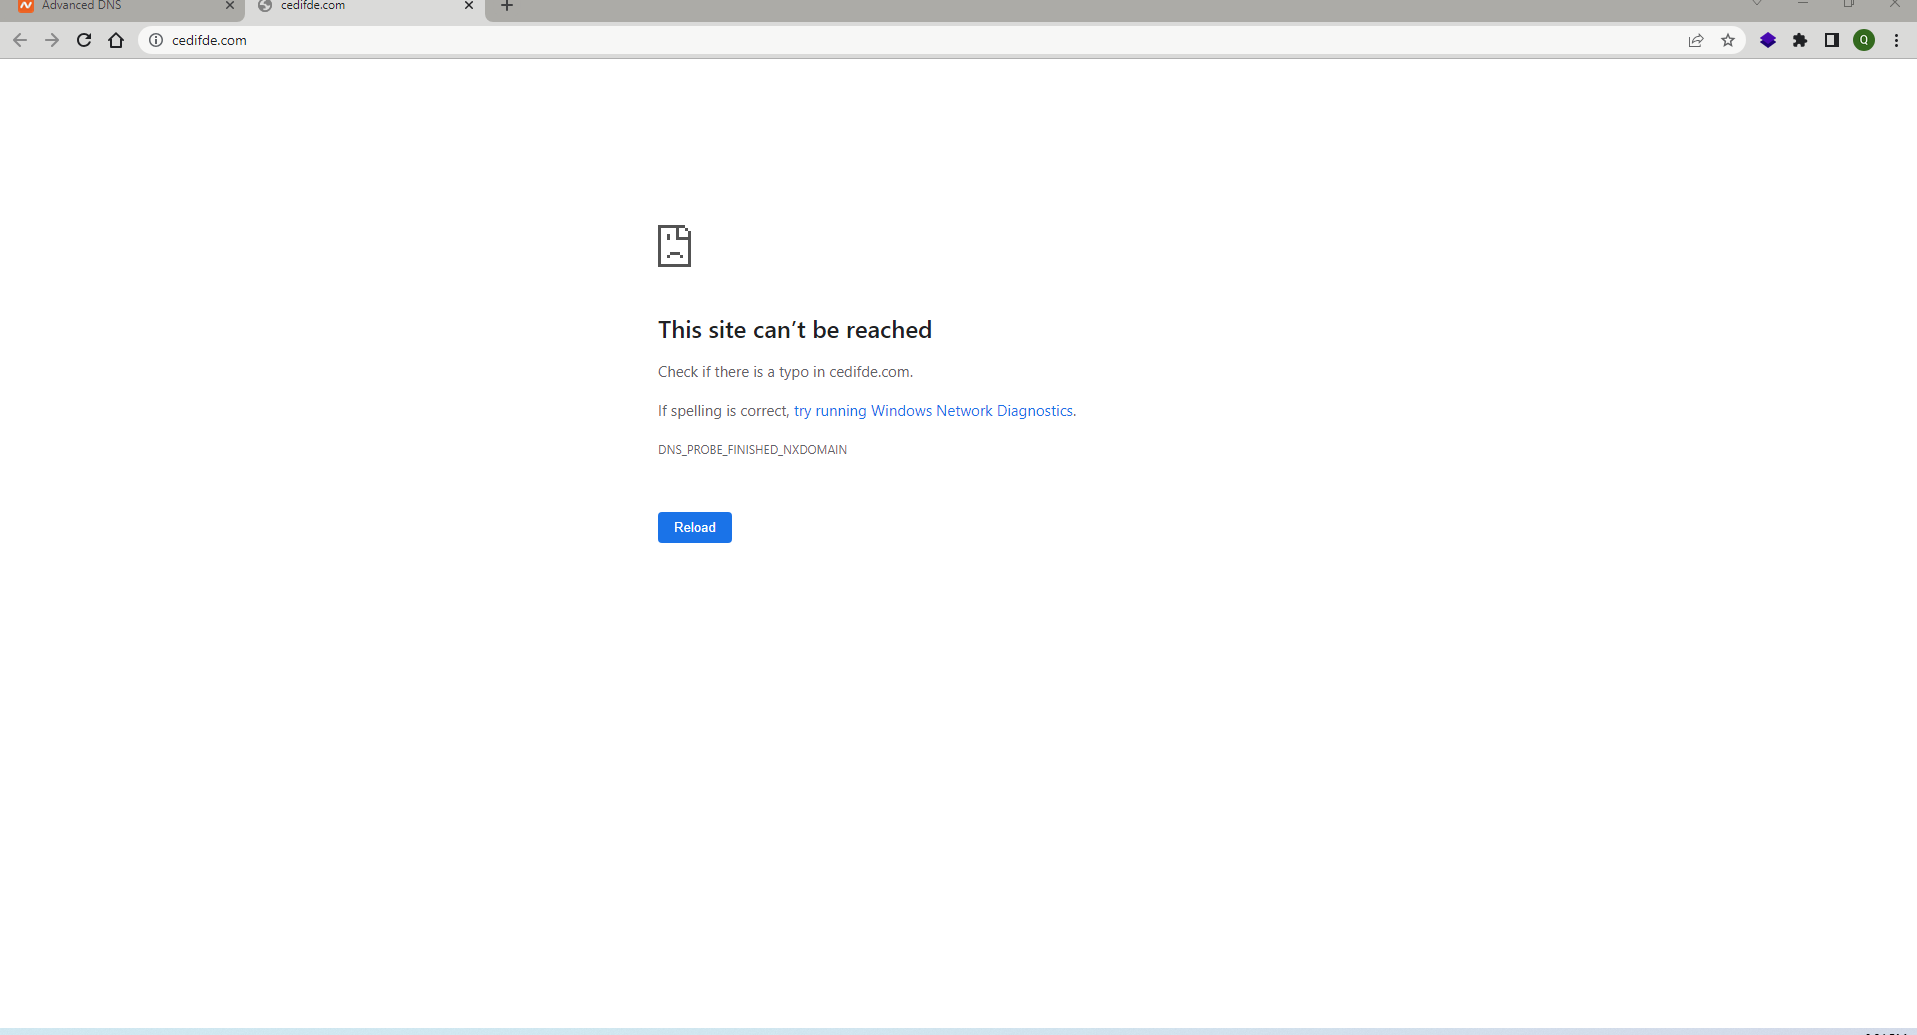 Advanced DNS
cedifde.com
cedifde.com
Q
This site can’t be reached
Check if there is a typo in cedifde.com.
If spelling is correct, try running Windows Network Diagnostics.
DNS_PROBE_FINISHED_NXDOMAIN
Reload